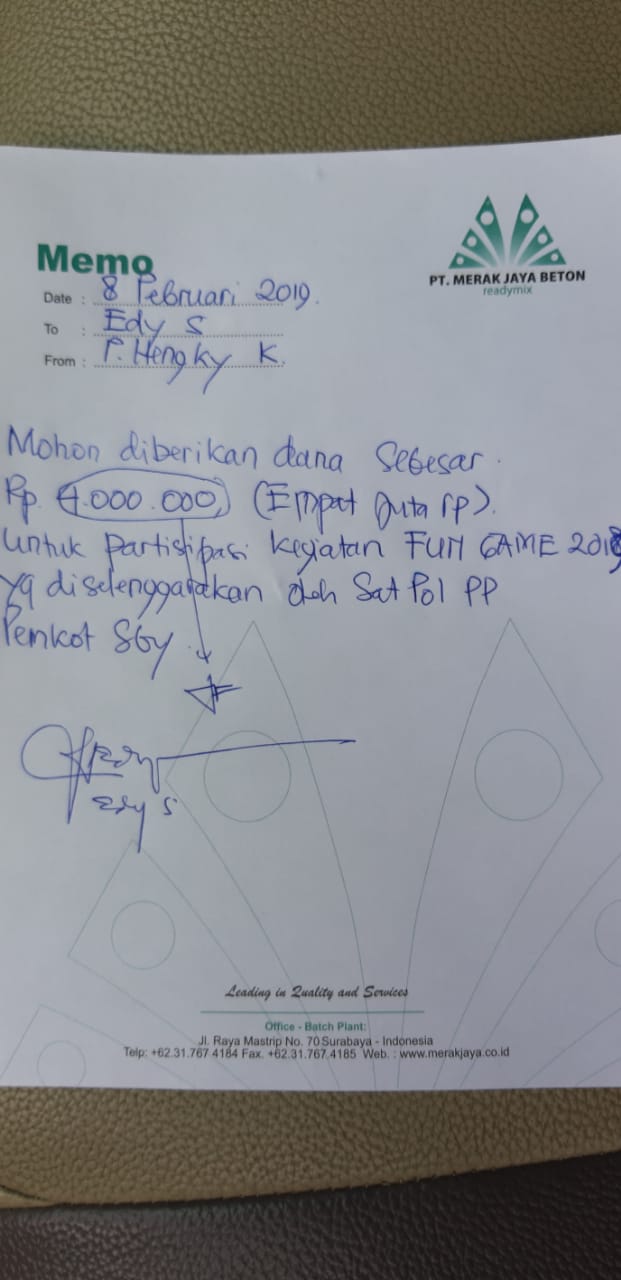 PT. MERAK JAYA BETON
readymix
Memo
Date : 8 Pebruari 2019.
To : Edy S
From : P. Hengky K.
Mohon diberikan dana sebesar.
Rp. 4.000.000, (Empat juta rp).
untuk partisipasi kegiatan FUN GAME 2018
yg diselenggarakan oleh Sat Pol PP
Pemkot Sby.
Edy S
Leading in Quality and Services
Office - Batch Plant:
Jl. Raya Mastrip No. 70 Surabaya - Indonesia
Telp: +62.31.767 4184 Fax. +62.31.767.4185 Web. : www.merakjaya.co.id